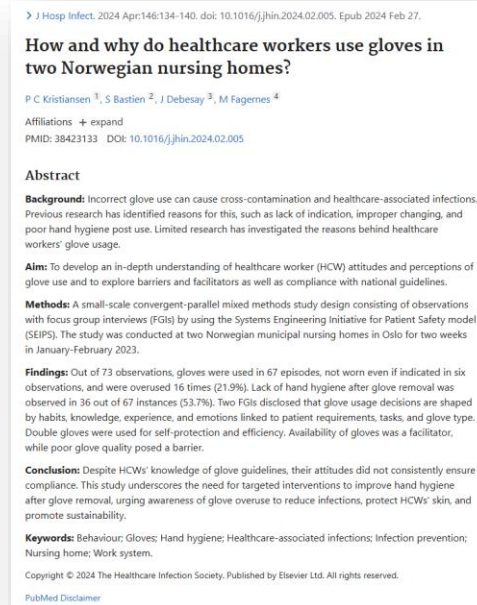 J Hosp Infect. 2024 Apr:146:134-140. doi: 10.1016/j.jhin.2024.02.005. Epub 2024 Feb 27.
How and why do healthcare workers use gloves in
two Norwegian nursing homes?
P C Kristiansen 1, S Bastien 2, J Debesay 3, M Fagernes 4
Affiliations + expand
PMID: 38423133 DOI: 10.1016/j.jhin.2024.02.005
Abstract
Background: Incorrect glove use can cause cross-contamination and healthcare-associated infections.
Previous research has identified reasons for this, such as lack of indication, improper changing, and
poor hand hygiene post use. Limited research has investigated the reasons behind healthcare
workers' glove usage.
Aim: To develop an in-depth understanding of healthcare worker (HCW) attitudes and perceptions of
glove use and to explore barriers and facilitators as well as compliance with national guidelines.
Methods: A small-scale convergent-parallel mixed methods study design consisting of observations
with focus group interviews (FGIs) by using the Systems Engineering Initiative for Patient Safety model
(SEIPS). The study was conducted at two Norwegian municipal nursing homes in Oslo for two weeks
in January-February 2023.
Findings: Out of 73 observations, gloves were used in 67 episodes, not worn even if indicated in six
observations, and were overused 16 times (21.9%). Lack of hand hygiene after glove removal was
observed in 36 out of 67 instances (53.7%). Two FGIs disclosed that glove usage decisions are shaped
by habits, knowledge, experience, and emotions linked to patient requirements, tasks, and glove type.
Double gloves were used for self-protection and efficiency. Availability of gloves was a facilitator,
while poor glove quality posed a barrier.
Conclusion: Despite HCWs' knowledge of glove guidelines, their attitudes did not consistently ensure
compliance. This study underscores the need for targeted interventions to improve hand hygiene
after glove removal, urging awareness of glove overuse to reduce infections, protect HCWs' skin, and
promote sustainability.
Keywords: Behaviour; Gloves; Hand hygiene; Healthcare-associated infections; Infection prevention;
Nursing home; Work system.
Copyright © 2024 The Healthcare Infection Society. Published by Elsevier Ltd. All rights reserved.
PubMed Disclaimer